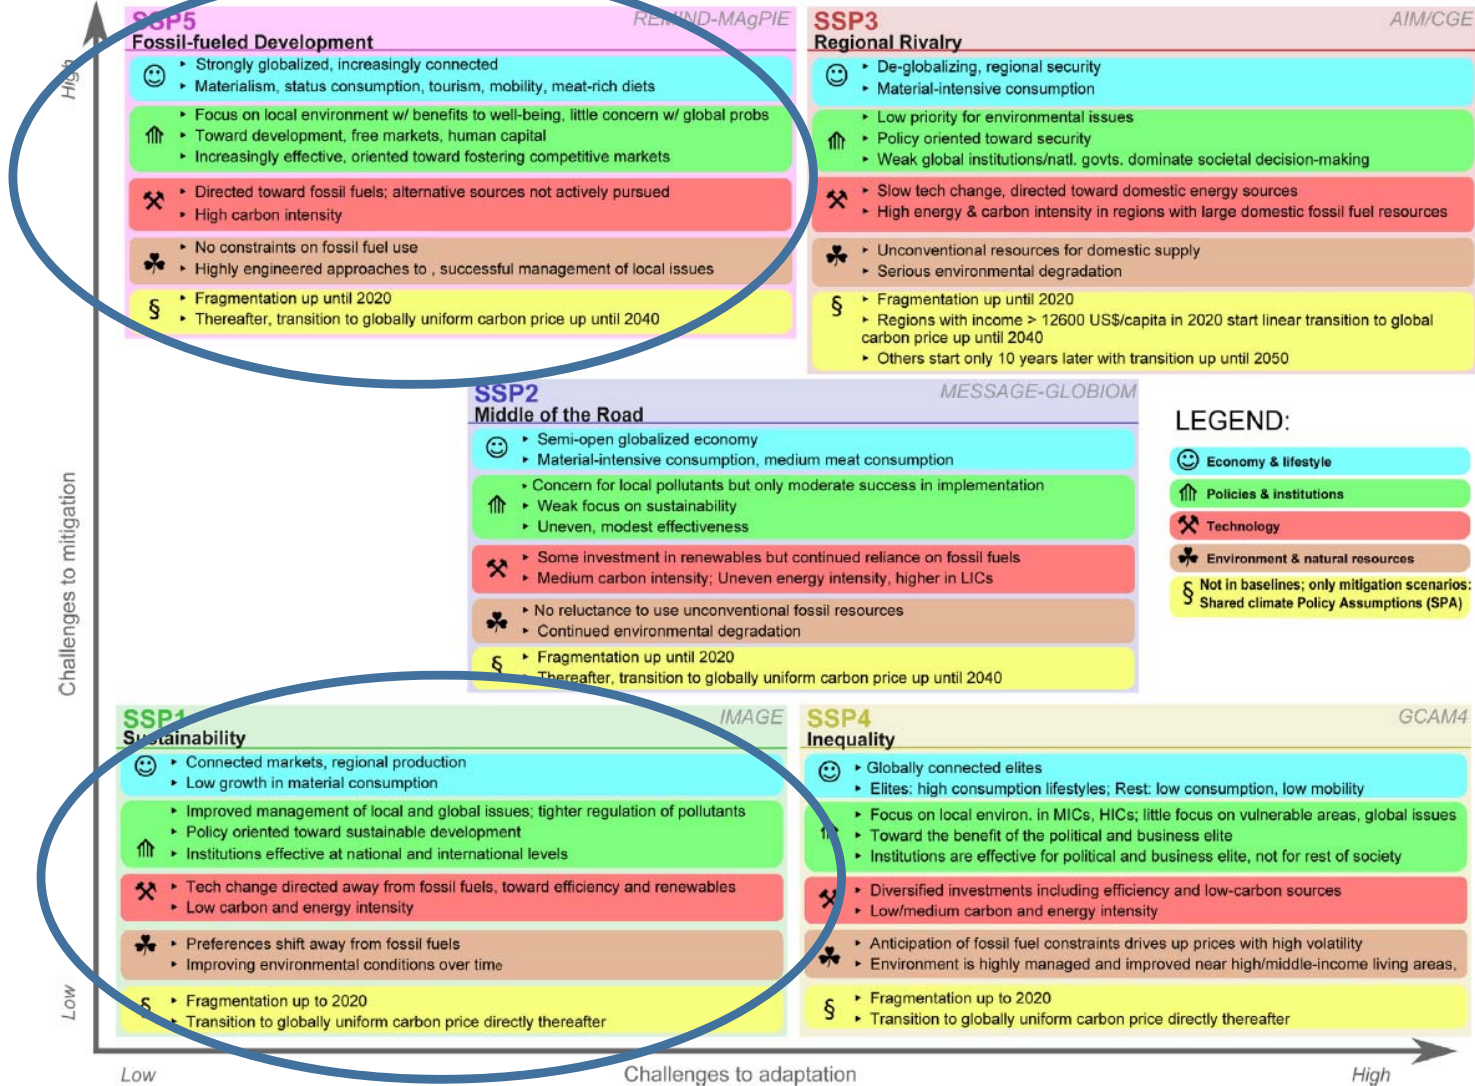 SSP5
REMIND-MAgPIE
Fossil-fueled Development
Strongly globalized, increasingly connected
Materialism, status consumption, tourism, mobility, meat-rich diets
Focus on local environment w/ benefits to well-being, little concern w/ global probs
Toward development, free markets, human capital
Increasingly effective, oriented toward fostering competitive markets
Directed toward fossil fuels; alternative sources not actively pursued
High carbon intensity
No constraints on fossil fuel use
Highly engineered approaches to , successful management of local issues
§
Fragmentation up until 2020
Thereafter, transition to globally uniform carbon price up until 2040
SSP3
AIM/CGE
Regional Rivalry
De-globalizing, regional security
Material-intensive consumption
Low priority for environmental issues
Policy oriented toward security
Weak global institutions/natl. govts. dominate societal decision-making
Slow tech change, directed toward domestic energy sources
High energy & carbon intensity in regions with large domestic fossil fuel resources
Unconventional resources for domestic supply
Serious environmental degradation
§
Fragmentation up until 2020
Regions with income > 12600 US$/capita in 2020 start linear transition to global
carbon price up until 2040
Others start only 10 years later with transition up until 2050
SSP2
MESSAGE-GLOBIOM
Middle of the Road
Semi-open globalized economy
Material-intensive consumption, medium meat consumption
Concern for local pollutants but only moderate success in implementation
Weak focus on sustainability
Uneven, modest effectiveness
Some investment in renewables but continued reliance on fossil fuels
Medium carbon intensity; Uneven energy intensity, higher in LICs
No reluctance to use unconventional fossil resources
Continued environmental degradation
§
Fragmentation up until 2020
Thereafter, transition to globally uniform carbon price up until 2040
LEGEND:
Economy & lifestyle
Policies & institutions
Technology
Environment & natural resources
§
Not in baselines; only mitigation scenarios:
Shared climate Policy Assumptions (SPA)
SSP1
IMAGE
Sustainability
Connected markets, regional production
Low growth in material consumption
Improved management of local and global issues; tighter regulation of pollutants
Policy oriented toward sustainable development
Institutions effective at national and international levels
Tech change directed away from fossil fuels, toward efficiency and renewables
Low carbon and energy intensity
Preferences shift away from fossil fuels
Improving environmental conditions over time
§
Fragmentation up to 2020
Transition to globally uniform carbon price directly thereafter
SSP4
GCAM4
Inequality
Globally connected elites
Elites: high consumption lifestyles; Rest: low consumption, low mobility
Focus on local environ. in MICs, HICs; little focus on vulnerable areas, global issues
Toward the benefit of the political and business elite
Institutions are effective for political and business elite, not for rest of society
Diversified investments including efficiency and low-carbon sources
Low/medium carbon and energy intensity
Anticipation of fossil fuel constraints drives up prices with high volatility
Environment is highly managed and improved near high/middle-income living areas,
§
Fragmentation up to 2020
Transition to globally uniform carbon price directly thereafter
High
Challenges to mitigation
Low
Low
Challenges to adaptation
High